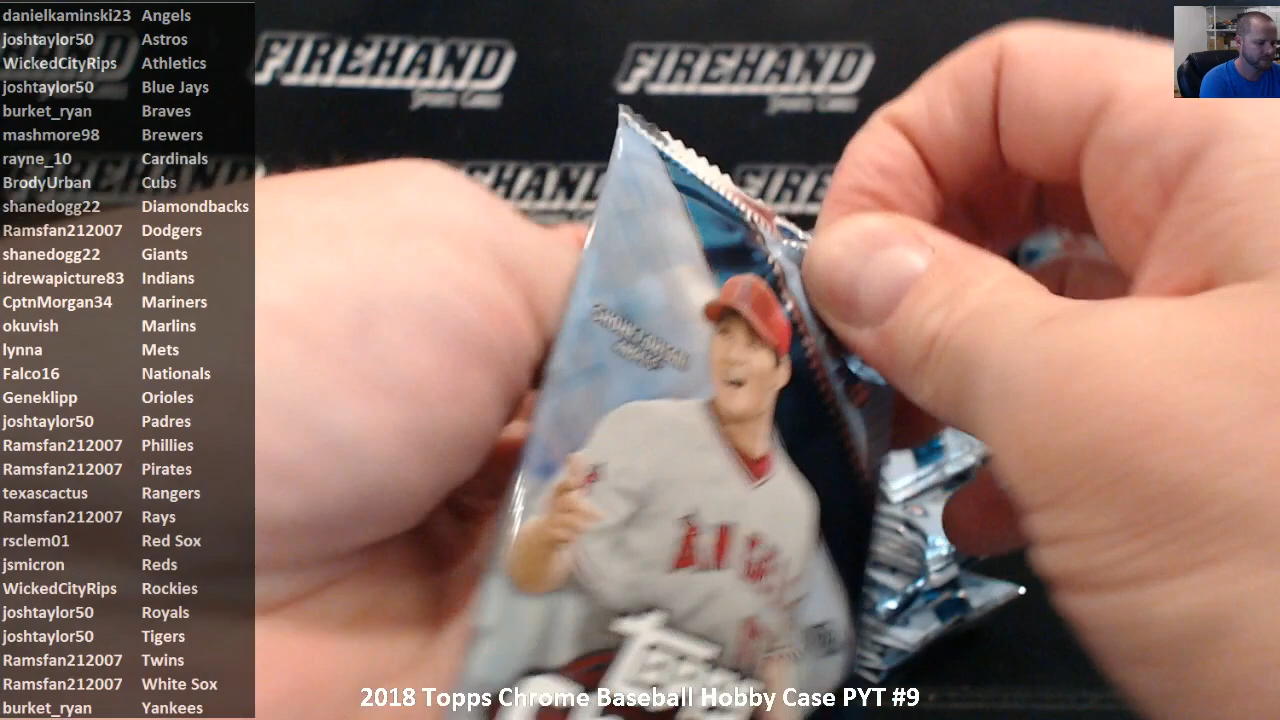 danielkaminski23 Angels
joshtaylor50 Astros
WickedCityRips Athletics
joshtaylor50 Blue Jays
burket_ryan Braves
mashmore98 Brewers
rayne_10 Cardinals
BrodyUrban Cubs
shanedogg22 Diamondbacks
Ramsfan212007 Dodgers
shanedogg22 Giants
idrewapicture83 Indians
CptnMorgan34 Mariners
okuvish Marlins
lynna Mets
Falco16 Nationals
Geneklipp Orioles
joshtaylor50 Padres
Ramsfan212007 Phillies
Ramsfan212007 Pirates
texascactus Rangers
Ramsfan212007 Rays
rsclem01 Red Sox
jsmicron Reds
WickedCityRips Rockies
joshtaylor50 Royals
joshtaylor50 Tigers
Ramsfan212007 Twins
Ramsfan212007 White Sox
burket_ryan Yankees
FIREHAND
FIREHAND
Topps
2018 Topps Chrome Baseball Hobby Case PYT #9